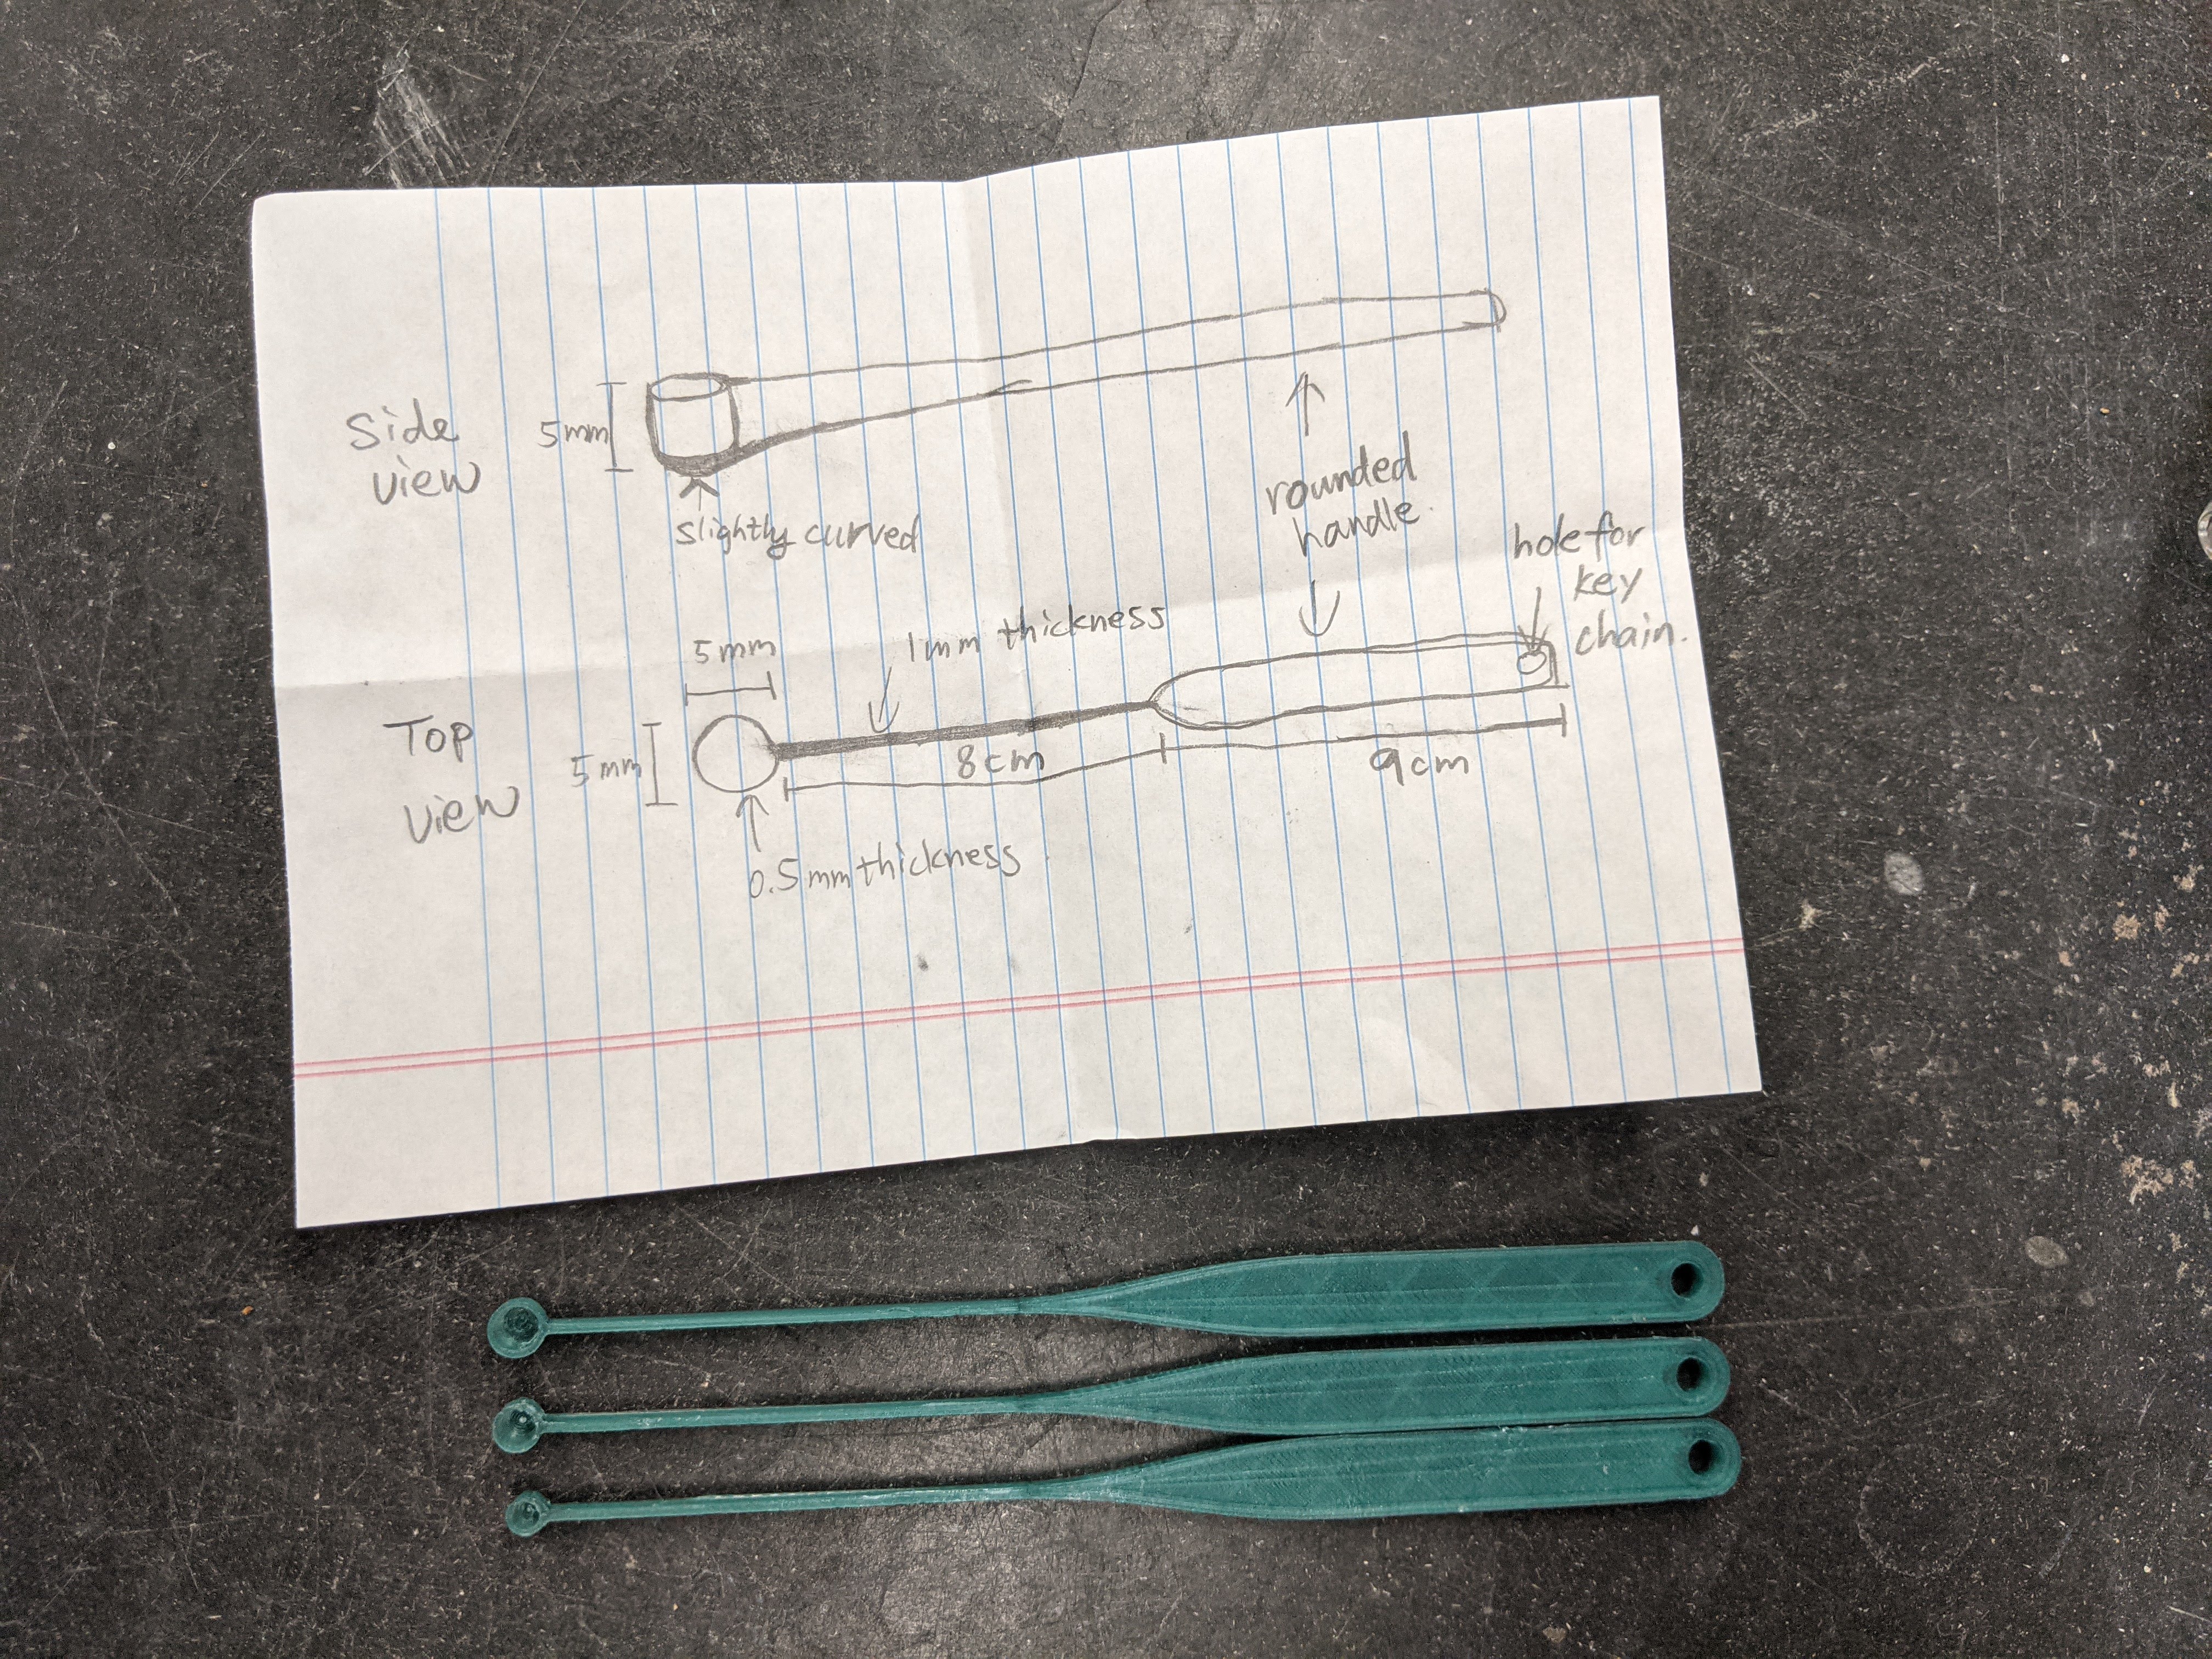 Side
view
5mm
slightly curved
rounded
handle.
hole for
key
chain.
Top
view
5mm
5mm
1mm thickness
8cm
9cm
0.5mm thickness